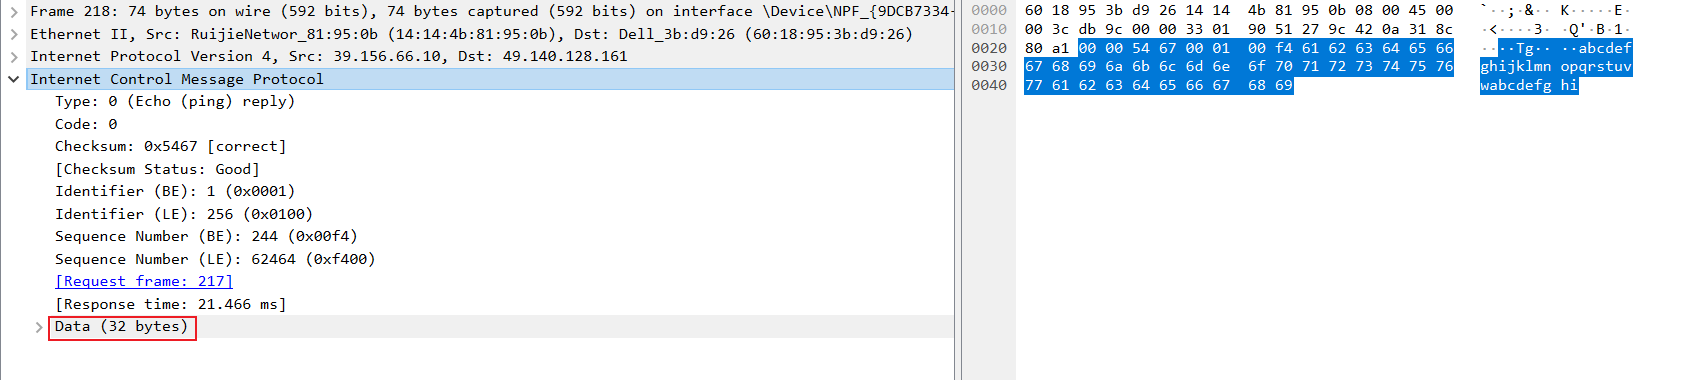 Frame 218: 74 bytes on wire (592 bits), 74 bytes captured (592 bits) on interface \Device\NPF_{9DCB7334-
Ethernet II, Src: RuijieNetwor_81:95:0b (14:14:4b:81:95:0b), Dst: Dell_3b:d9:26 (60:18:95:3b:d9:26)
Internet Protocol Version 4, Src: 39.156.66.10, Dst: 49.140.128.161
Internet Control Message Protocol
Type: 0 (Echo (ping) reply)
Code: 0
Checksum: 0x5467 [correct]
[Checksum Status: Good]
Identifier (BE): 1 (0x0001)
Identifier (LE): 256 (0x0100)
Sequence Number (BE): 244 (0x00f4)
Sequence Number (LE): 62464 (0xf400)
[Request frame: 217]
[Response time: 21.466 ms]
Data (32 bytes)
0000 60 18 95 3b d9 26 14 14 4b 81 95 0b 08 00 45 00 `··;·&·· K·····E·
0010 00 3c db 9c 00 00 33 01 90 51 27 9c 42 0a 31 8c ·<····3· ·Q'·B·1·
0020 80 a1 00 00 54 67 00 01 00 f4 61 62 63 64 65 66 ····Tg·· ··abcdef
0030 67 68 69 6a 6b 6c 6d 6e 6f 70 71 72 73 74 75 76 ghijklmn opqrstuv
0040 77 61 62 63 64 65 66 67 68 69 wabcdefg hi